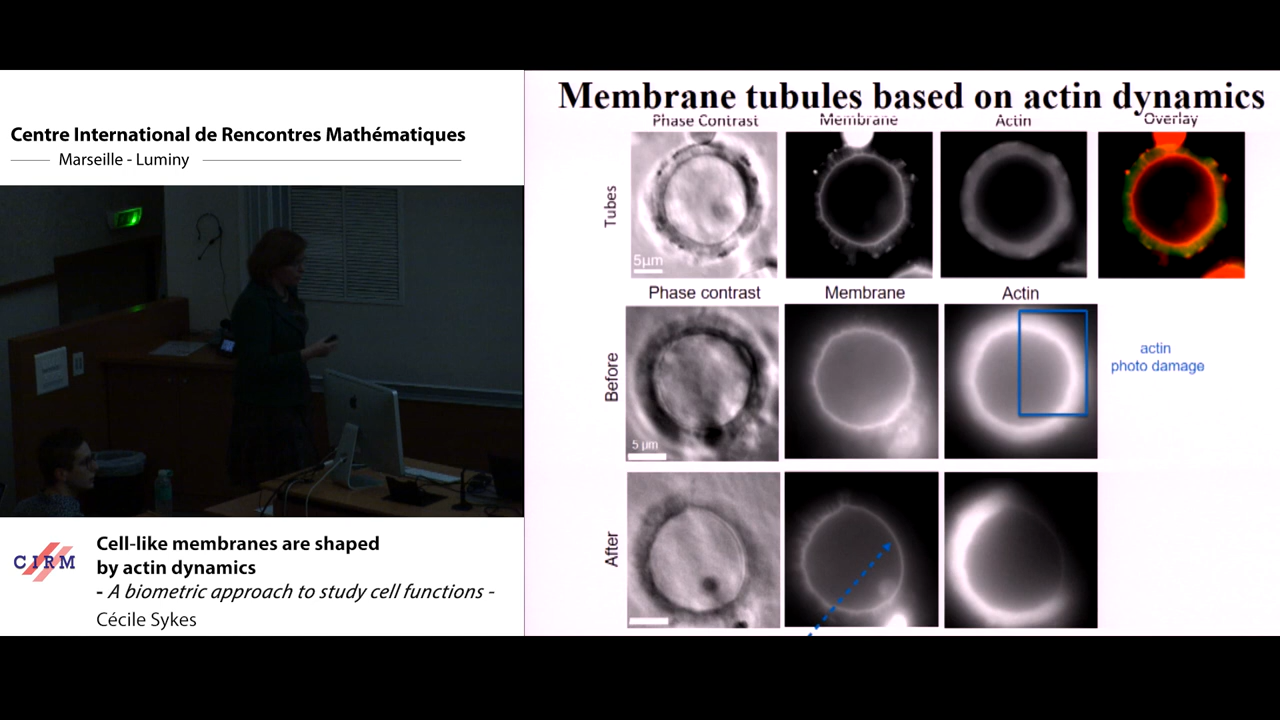 Centre International de Rencontres Mathématiques
Marseille - Luminy
CIRM
Cell-like membranes are shaped
by actin dynamics
- A biometric approach to study cell functions -
Cécile Sykes
Membrane tubules based on actin dynamics
Phase Contrast Membrane Actin Overlay
Tubes
5µm
Phase contrast Membrane Actin
Before
5 µm
actin
photo damage
After